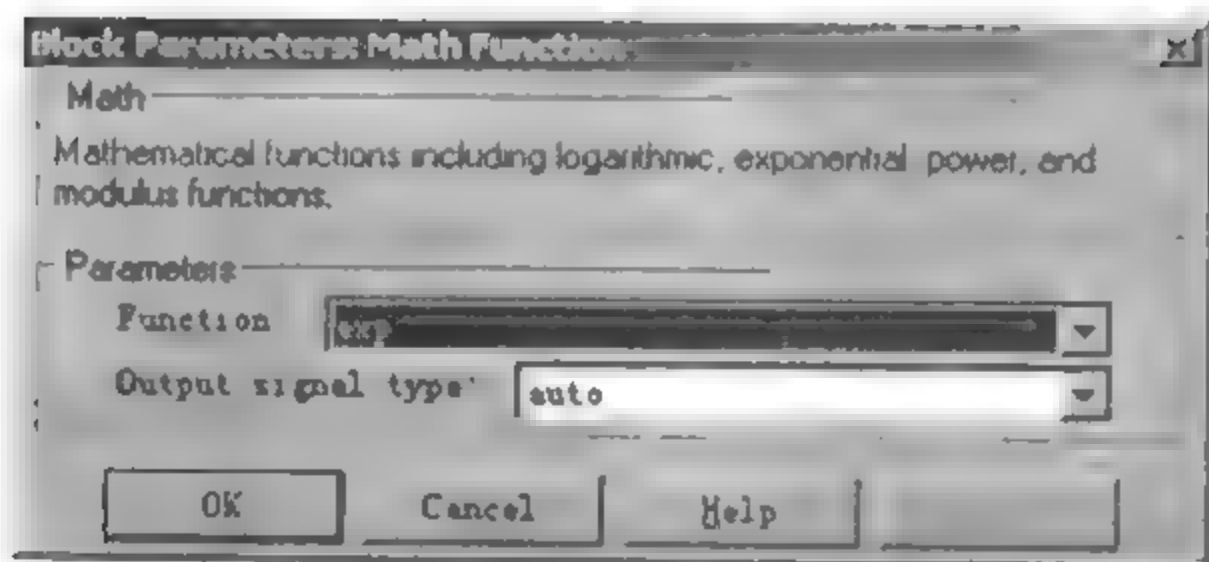 Block Parameters: Math Function
Math
Mathematical functions including logarithmic, exponential power, and
modulus functions.
Parameters
Function exp
Output signal type: auto
OK Cancel Help